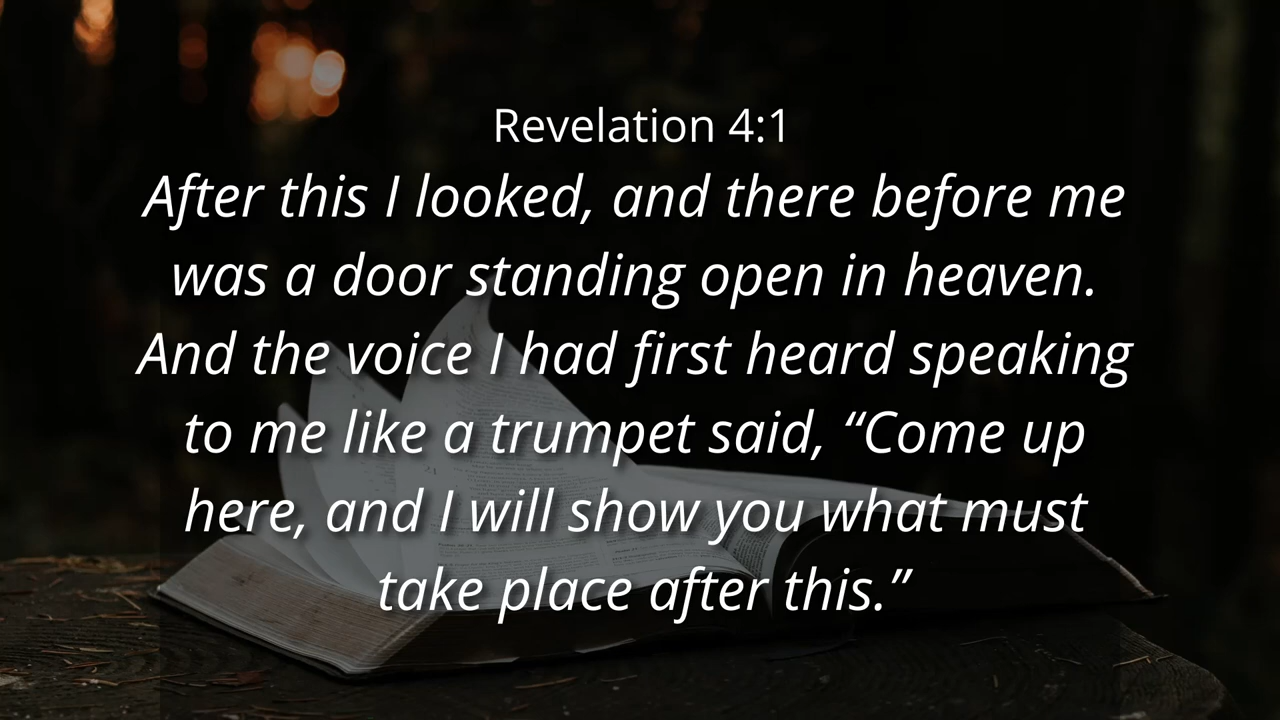 Revelation 4:1
After this I looked, and there before me
was a door standing open in heaven.
And the voice I had first heard speaking
to me like a trumpet said, “Come up
here, and I will show you what must
take place after this.”